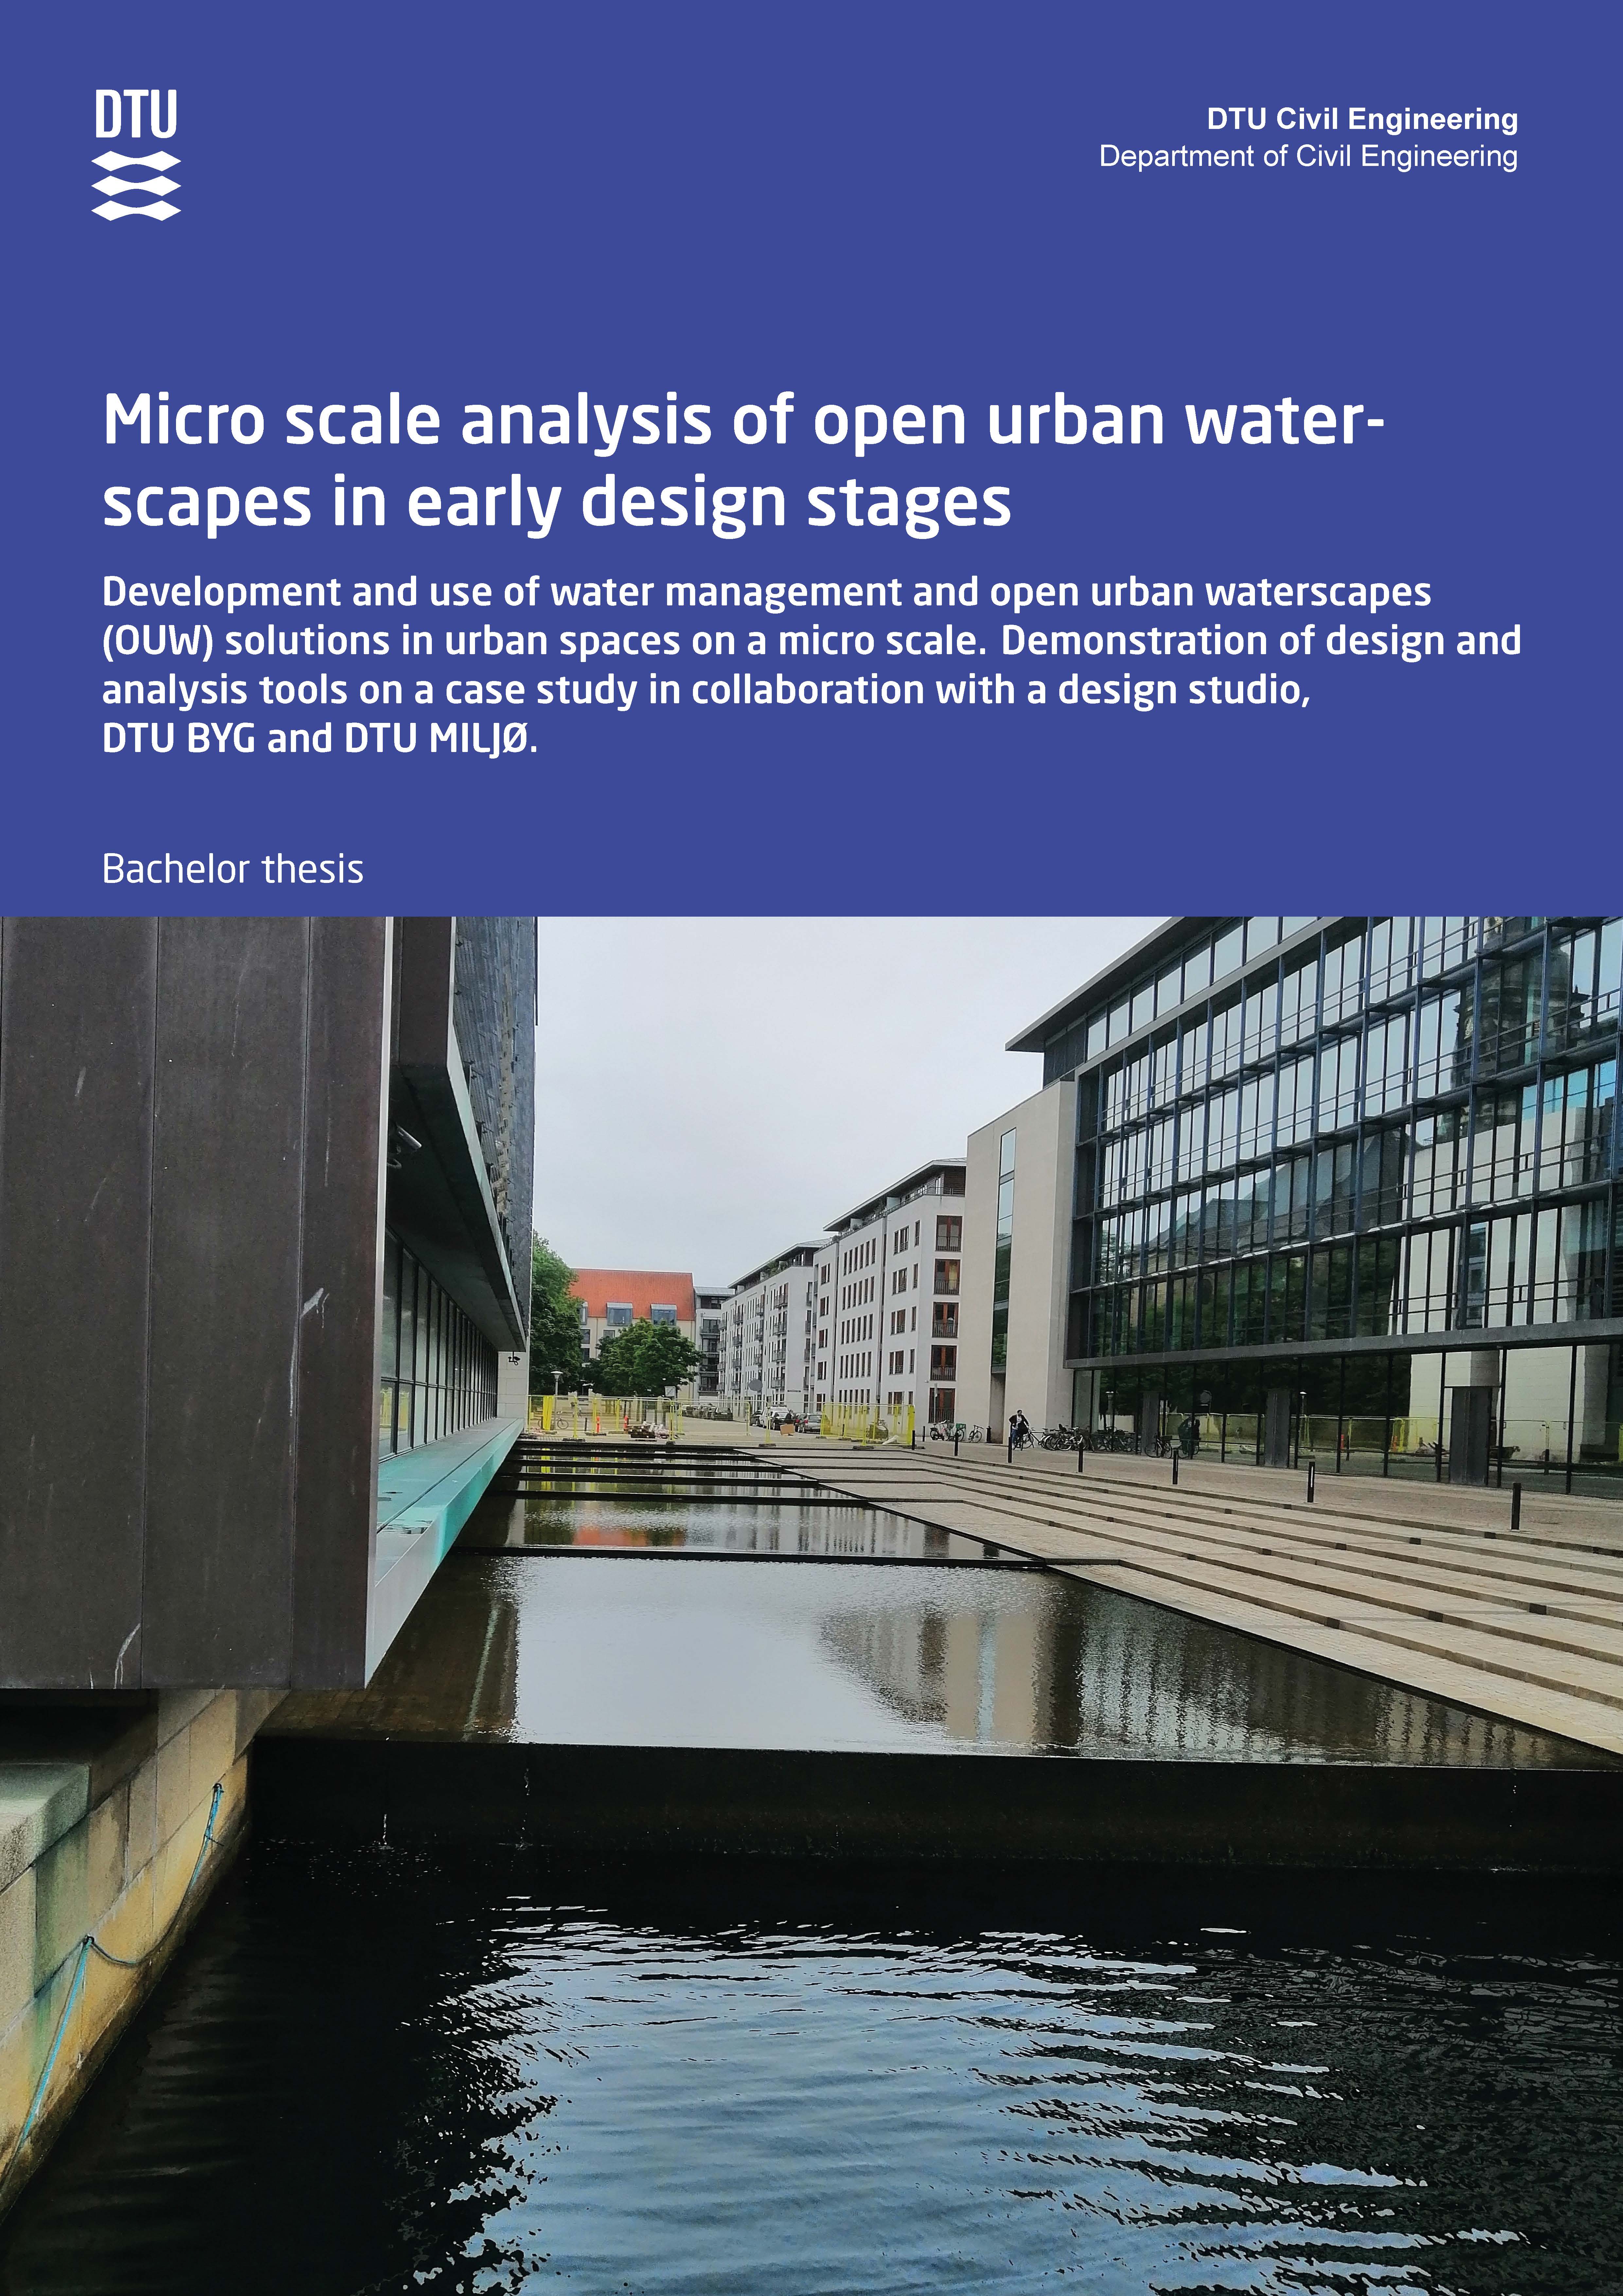 DTU
DTU Civil Engineering
Department of Civil Engineering
Micro scale analysis of open urban water-
scapes in early design stages
Development and use of water management and open urban waterscapes
(OUW) solutions in urban spaces on a micro scale. Demonstration of design and
analysis tools on a case study in collaboration with a design studio,
DTU BYG and DTU MILJØ.
Bachelor thesis